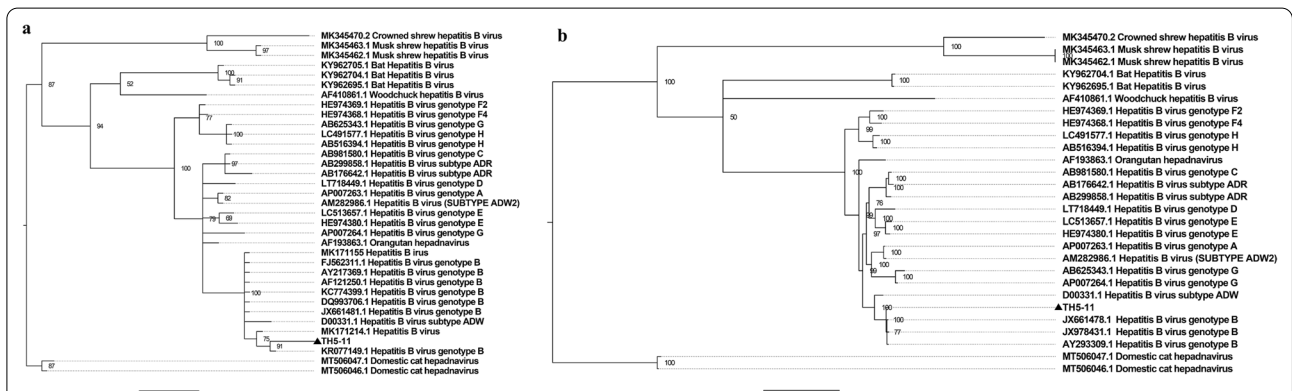 a
MK345470.2 Crowned shrew hepatitis B virus
100
MK345463.1 Musk shrew hepatitis B virus
97
MK345462.1 Musk shrew hepatitis B virus
87
KY962705.1 Bat Hepatitis B virus
100
KY962704.1 Bat Hepatitis B virus
91
KY962695.1 Bat Hepatitis B virus
52
AF410861.1 Woodchuck hepatitis B virus
HE974369.1 Hepatitis B virus genotype F2
77
HE974368.1 Hepatitis B virus genotype F4
94
AB625343.1 Hepatitis B virus genotype G
100
LC491577.1 Hepatitis B virus genotype H
AB516394.1 Hepatitis B virus genotype H
AB981580.1 Hepatitis B virus genotype C
97
AB299858.1 Hepatitis B virus subtype ADR
100
AB176642.1 Hepatitis B virus subtype ADR
LT718449.1 Hepatitis B virus genotype D
AP007263.1 Hepatitis B virus genotype A
82
AM282986.1 Hepatitis B virus (SUBTYPE ADW2)
LC513657.1 Hepatitis B virus genotype E
79
69
HE974380.1 Hepatitis B virus genotype E
AP007264.1 Hepatitis B virus genotype G
AF193863.1 Orangutan hepadnavirus
MK171155 Hepatitis B irus
FJ562311.1 Hepatitis B virus genotype B
AY217369.1 Hepatitis B virus genotype B
AF121250.1 Hepatitis B virus genotype B
100
KC774399.1 Hepatitis B virus genotype B
DQ993706.1 Hepatitis B virus genotype B
JX661481.1 Hepatitis B virus genotype B
D00331.1 Hepatitis B virus subtype ADW
MK171214.1 Hepatitis B virus
75
TH5-11
91
KR077149.1 Hepatitis B virus genotype B
MT506047.1 Domestic cat hepadnavirus
87
MT506046.1 Domestic cat hepadnavirus
b
MK345470.2 Crowned shrew hepatitis B virus
100
MK345463.1 Musk shrew hepatitis B virus
100
MK345462.1 Musk shrew hepatitis B virus
100
KY962704.1 Bat Hepatitis B virus
100
KY962695.1 Bat Hepatitis B virus
AF410861.1 Woodchuck hepatitis B virus
50
HE974369.1 Hepatitis B virus genotype F2
100
HE974368.1 Hepatitis B virus genotype F4
99
LC491577.1 Hepatitis B virus genotype H
100
AB516394.1 Hepatitis B virus genotype H
AF193863.1 Orangutan hepadnavirus
100
AB981580.1 Hepatitis B virus genotype C
100
AB176642.1 Hepatitis B virus subtype ADR
100
AB299858.1 Hepatitis B virus subtype ADR
76
LT718449.1 Hepatitis B virus genotype D
99
LC513657.1 Hepatitis B virus genotype E
100
HE974380.1 Hepatitis B virus genotype E
97
AP007263.1 Hepatitis B virus genotype A
100
AM282986.1 Hepatitis B virus (SUBTYPE ADW2)
99
AB625343.1 Hepatitis B virus genotype G
100
AP007264.1 Hepatitis B virus genotype G
D00331.1 Hepatitis B virus subtype ADW
100
TH5-11
JX661478.1 Hepatitis B virus genotype B
100
JX978431.1 Hepatitis B virus genotype B
77
AY293309.1 Hepatitis B virus genotype B
MT506047.1 Domestic cat hepadnavirus
100
MT506046.1 Domestic cat hepadnavirus